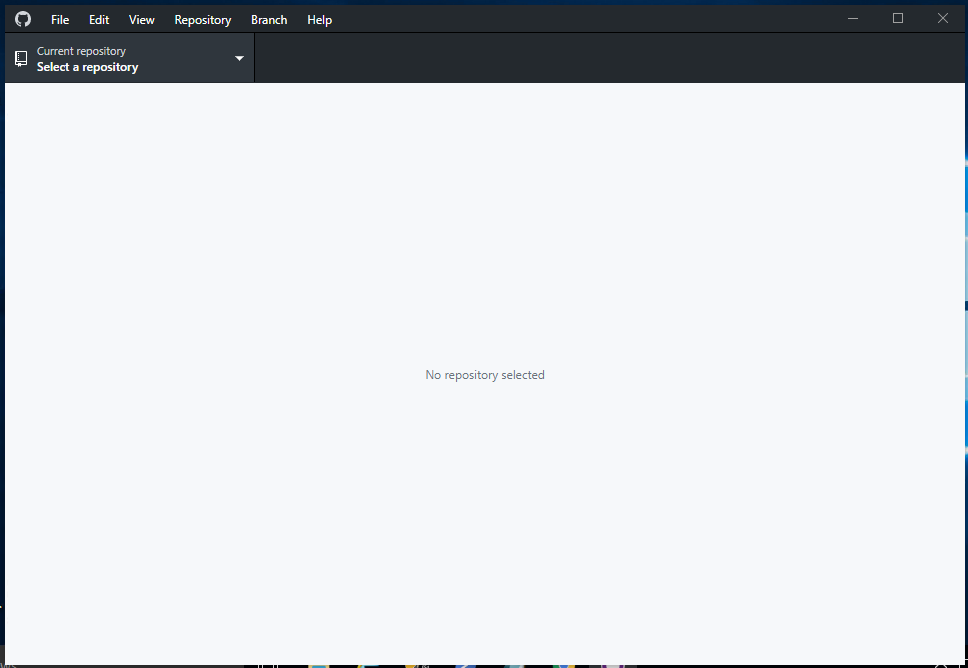 File Edit View Repository Branch Help
Current repository
Select a repository
No repository selected